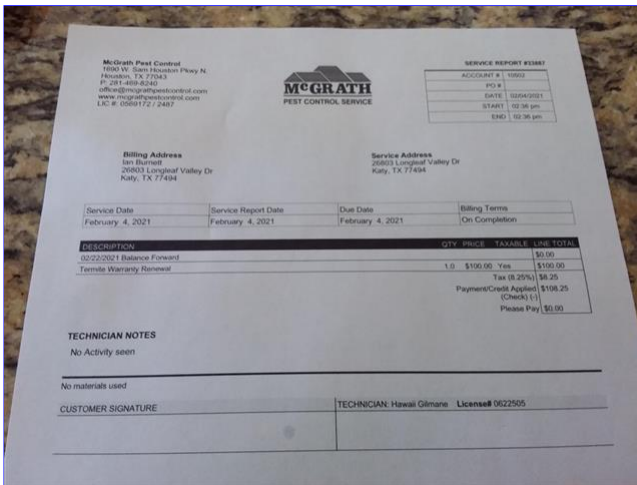 McGrath Pest Control
1600 W. Sam Houston Pkwy N.
Houston, TX 77043
P: 281-469-8240
office@mcgrathpestcontrol.com
www.mcgrathpestcontrol.com
LIC #: 0569172 / 2487
McGRATH
PEST CONTROL SERVICE
SERVICE REPORT #33887
ACCOUNT # 10502
PO #
DATE 02/04/2021
START 02:36 pm
END 02:36 pm
Billing Address
Ian Burnett
26803 Longleaf Valley Dr
Katy, TX 77494
Service Address
26803 Longleaf Valley Dr
Katy, TX 77494
Service Date Service Report Date Due Date Billing Terms
February 4, 2021 February 4, 2021 February 4, 2021 On Completion
DESCRIPTION QTY PRICE TAXABLE LINE TOTAL
02/22/2021 Balance Forward $0.00
Termite Warranty Renewal 1.0 $100.00 Yes $100.00
Tax (8.25%) $8.25
Payment/Credit Applied $108.25
(Check) (-)
Please Pay $0.00
TECHNICIAN NOTES
No Activity seen
No materials used
CUSTOMER SIGNATURE TECHNICIAN: Hawaii Gilmane License# 0622505